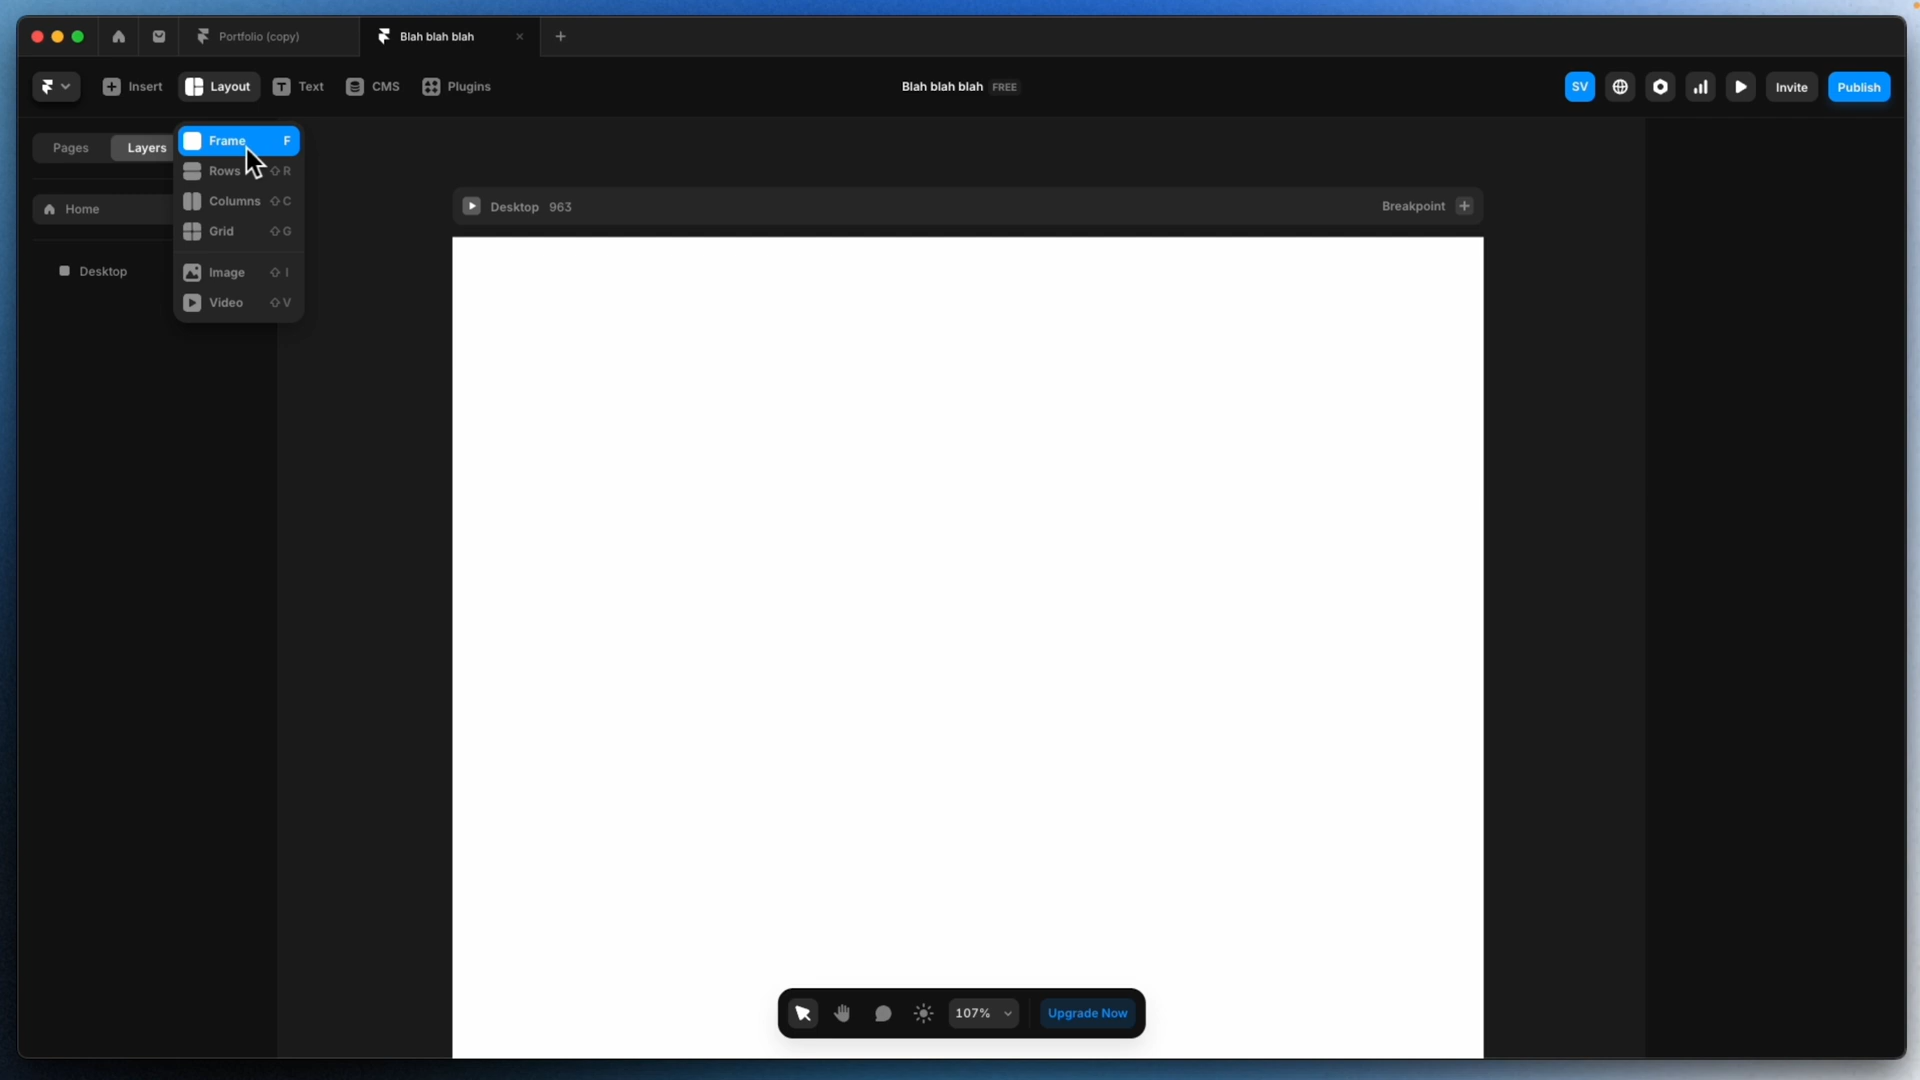 Portfolio (copy)
Blah blah blah
Insert
Layout
Text
CMS
Plugins
Blah blah blah FREE
SV
Invite
Publish
Pages
Layers
Home
Desktop
Frame F
Rows ⇧ R
Columns ⇧ C
Grid ⇧ G
Image ⇧ I
Video ⇧ V
Desktop 963
Breakpoint
107%
Upgrade Now